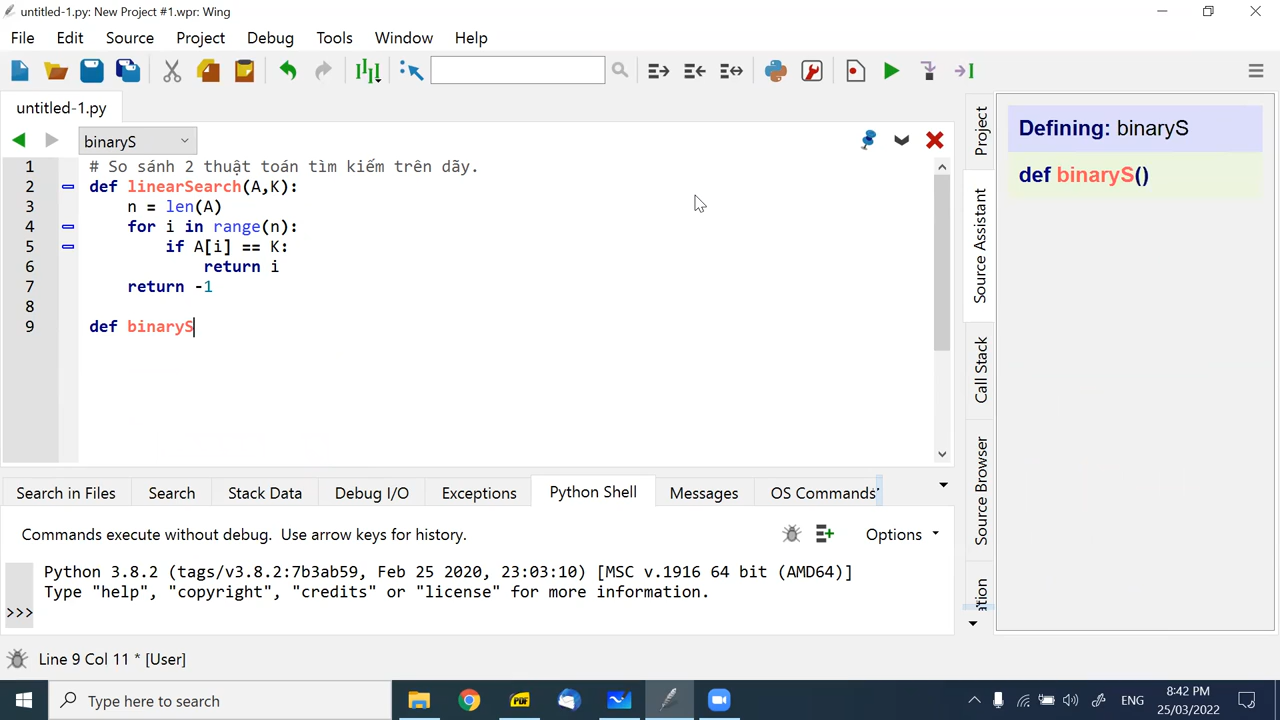 untitled-1.py: New Project #1.wpr: Wing
File Edit Source Project Debug Tools Window Help
untitled-1.py
binaryS
1 # So sánh 2 thuật toán tìm kiếm trên dãy.
2 def linearSearch(A,K):
3 n = len(A)
4 for i in range(n):
5 if A[i] == K:
6 return i
7 return -1
8
9 def binaryS
Project
Source Assistant
Call Stack
Source Browser
Defining: binaryS
def binaryS()
Search in Files Search Stack Data Debug I/O Exceptions Python Shell Messages OS Commands
Commands execute without debug. Use arrow keys for history.
Options
Python 3.8.2 (tags/v3.8.2:7b3ab59, Feb 25 2020, 23:03:10) [MSC v.1916 64 bit (AMD64)]
Type "help", "copyright", "credits" or "license" for more information.
>>>
Line 9 Col 11 * [User]
Type here to search
PDF
ENG
8:42 PM
25/03/2022